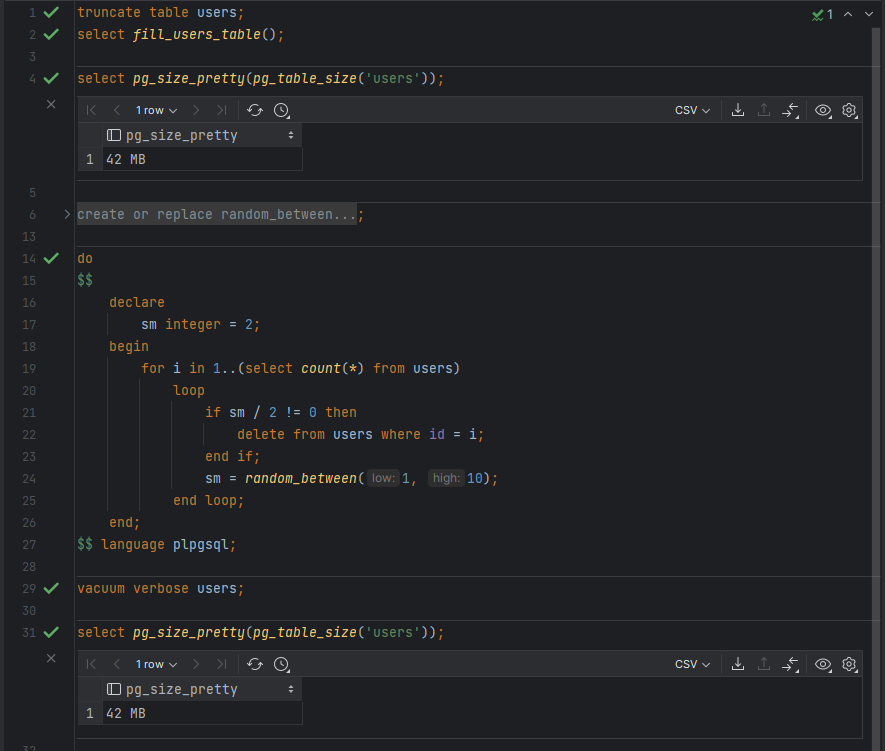 1 truncate table users; 1
2 select fill_users_table();
3
4 select pg_size_pretty(pg_table_size('users'));
1 row CSV
pg_size_pretty
1 42 MB
5
6 create or replace random_between...;
13
14 do
15 $$
16 declare
17 sm integer = 2;
18 begin
19 for i in 1..(select count(*) from users)
20 loop
21 if sm / 2 != 0 then
22 delete from users where id = i;
23 end if;
24 sm = random_between( low: 1, high: 10);
25 end loop;
26 end;
27 $$ language plpgsql;
28
29 vacuum verbose users;
30
31 select pg_size_pretty(pg_table_size('users'));
1 row CSV
pg_size_pretty
1 42 MB
32